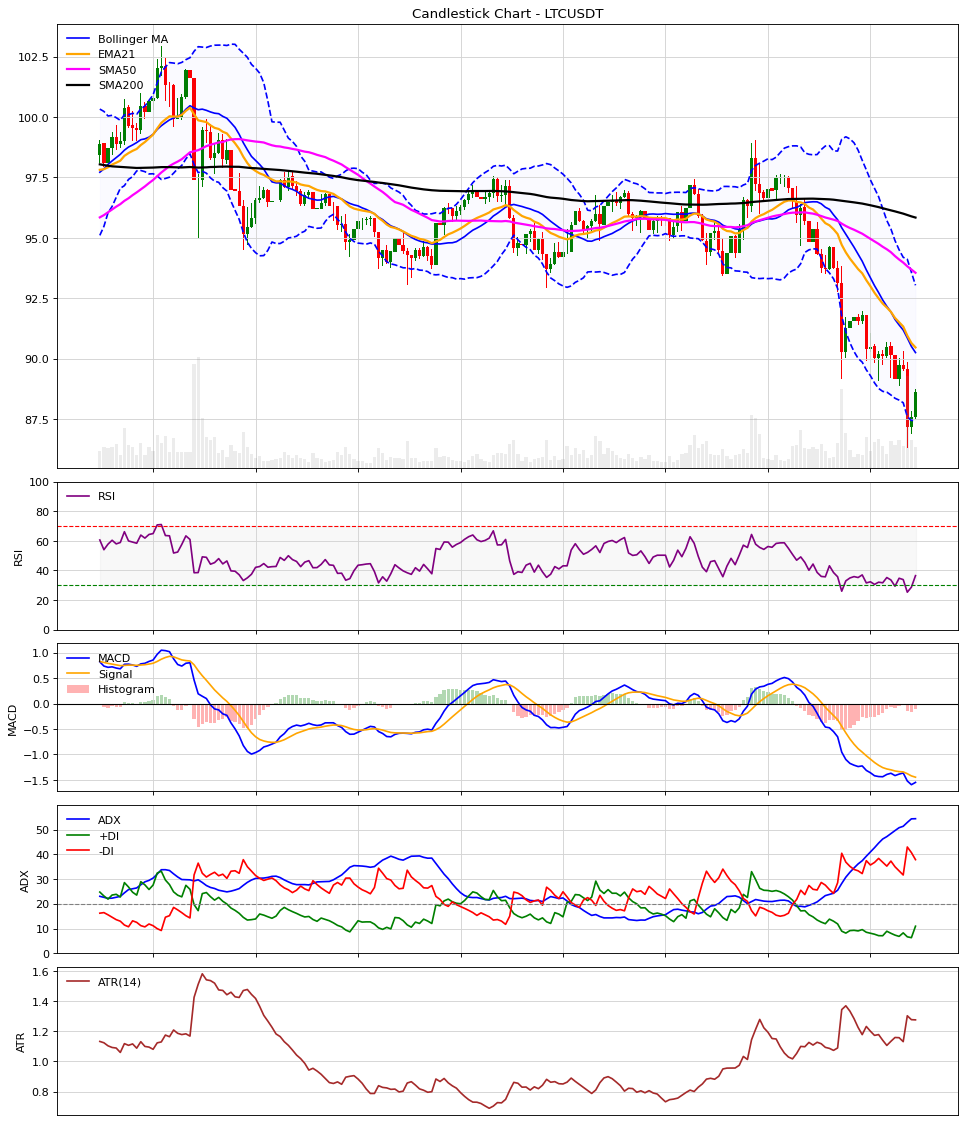 Candlestick Chart - LTCUSDT
Bollinger MA
EMA21
SMA50
SMA200
102.5
100.0
97.5
95.0
92.5
90.0
87.5
RSI
100
80
60
40
20
0
RSI
MACD
Signal
Histogram
1.0
0.5
0.0
−0.5
−1.0
−1.5
MACD
ADX
+DI
-DI
50
40
30
20
10
0
ADX
ATR(14)
1.6
1.4
1.2
1.0
0.8
ATR